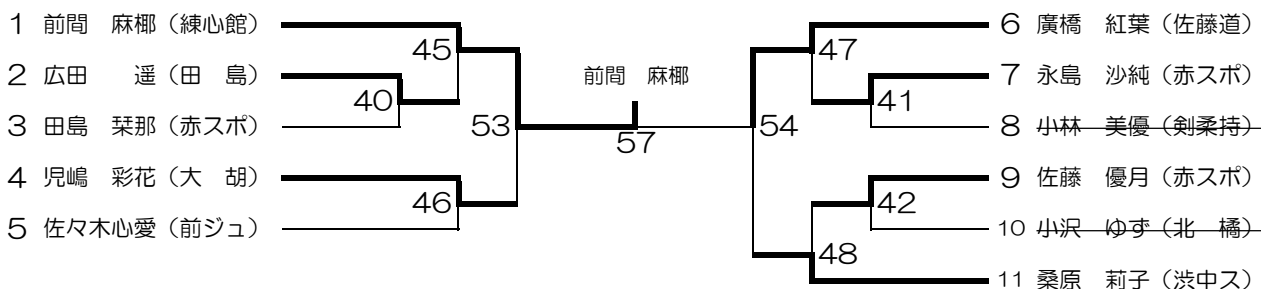 1 前間　麻椰（練心館）
2 広田　　遥（田　島）
3 田島　栞那（赤スポ）
4 児嶋　彩花（大　胡）
5 佐々木心愛（前ジュ）
45
40
53
46
前間　麻椰
57
54
47
41
42
48
6 廣橋　紅葉（佐藤道）
7 永島　沙純（赤スポ）
8 小林　美優（剣柔持）
9 佐藤　優月（赤スポ）
10 小沢　ゆず（北　橘）
11 桑原　莉子（渋中ス）